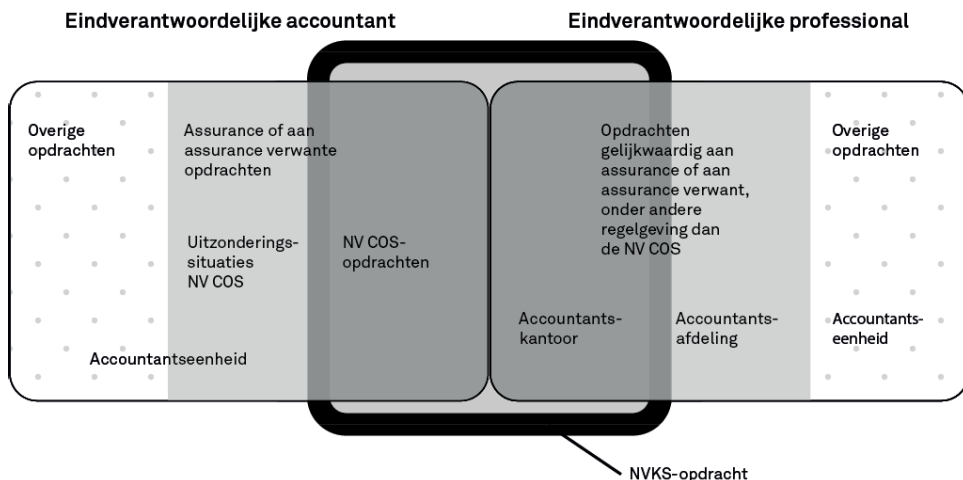 Eindverantwoordelijke accountant
Eindverantwoordelijke professional
Overige
opdrachten
Assurance of aan
assurance verwante
opdrachten
Uitzonderings-
situaties
NV COS
NV COS-
opdrachten
Accountantseenheid
Opdrachten
gelijkwaardig aan
assurance of aan
assurance verwant,
onder andere
regelgeving dan
de NV COS
Accountants-
kantoor
Accountants-
afdeling
Overige
opdrachten
Accountants-
eenheid
NVKS-opdracht